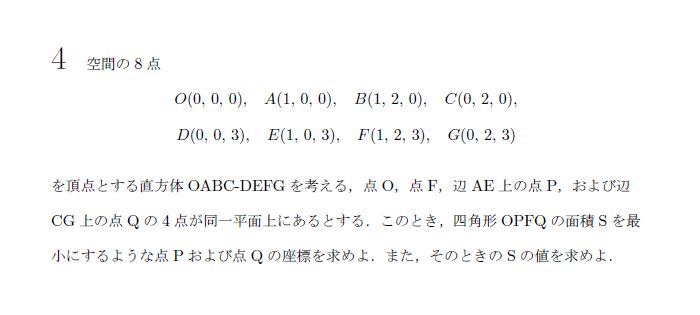 4 空間の 8 点
O(0, 0, 0), A(1, 0, 0), B(1, 2, 0), C(0, 2, 0),
D(0, 0, 3), E(1, 0, 3), F(1, 2, 3), G(0, 2, 3)
を頂点とする直方体 OABC-DEFG を考える，点 O，点 F，辺 AE 上の点 P，および辺
CG 上の点 Q の 4 点が同一平面上にあるとする．このとき，四角形 OPFQ の面積 S を最
小にするような点 P および点 Q の座標を求めよ．また，そのときの S の値を求めよ．